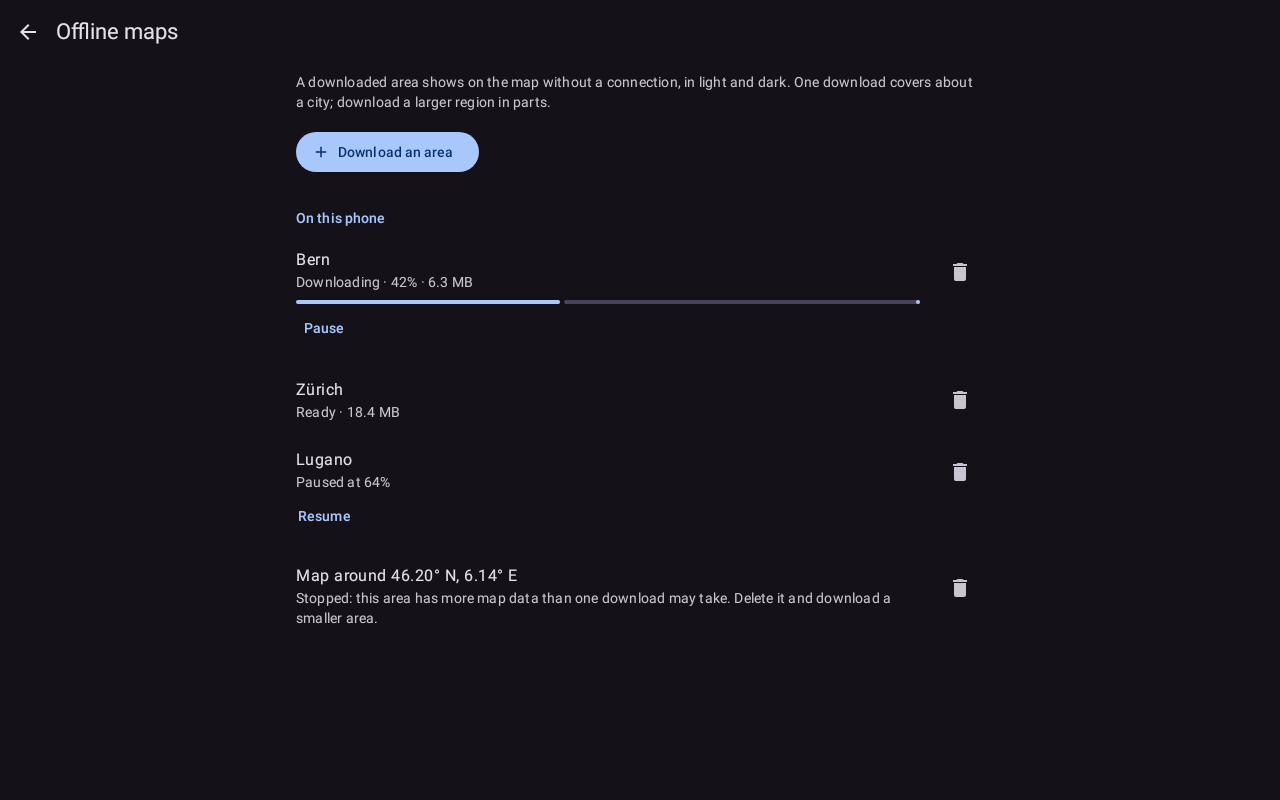 Offline maps
A downloaded area shows on the map without a connection, in light and dark. One download covers about
a city; download a larger region in parts.
Download an area
On this phone
Bern
Downloading · 42% · 6.3 MB
Pause
Zürich
Ready · 18.4 MB
Lugano
Paused at 64%
Resume
Map around 46.20° N, 6.14° E
Stopped: this area has more map data than one download may take. Delete it and download a
smaller area.